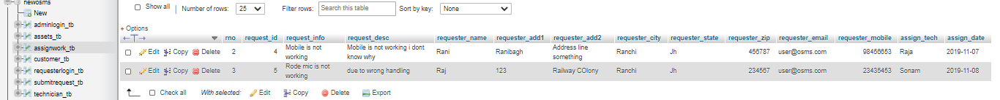 newosms
New
adminlogin_tb
assets_tb
assignwork_tb
customer_tb
requesterlogin_tb
submitrequest_tb
technician_tb
Show all Number of rows: 25 Filter rows: Search this table Sort by key: None
+ Options
←T→ rno request_id request_info request_desc requester_name requester_add1 requester_add2 requester_city requester_state requester_zip requester_email requester_mobile assign_tech assign_date
Edit Copy Delete 2 4 Mobile is not working Mobile is not working i dont know why Rani Ranibagh Address line something Ranchi Jh 456787 user@osms.com 98456653 Raja 2019-11-07
Edit Copy Delete 3 5 Rode mic is not working due to wrong handling Raj 123 Railway COlony Ranchi Jh 234567 user@osms.com 23435453 Sonam 2019-11-08
Check all With selected: Edit Copy Delete Export